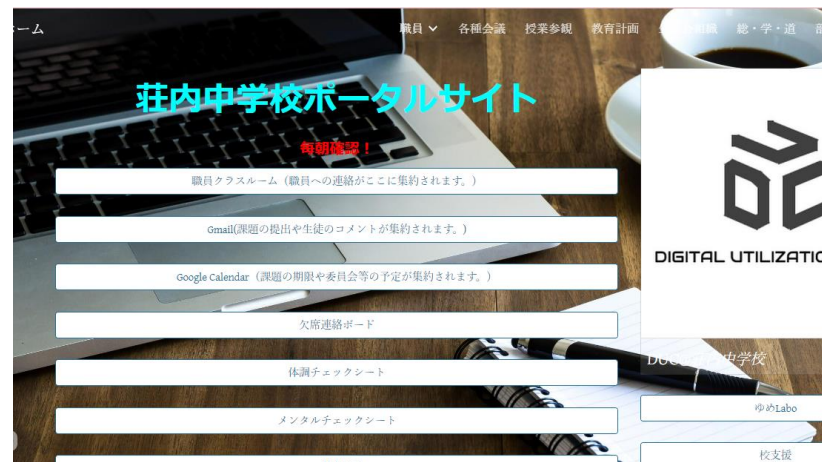 ーム
職員 各種会議 授業参観 教育計画 総・学・道
荘内中学校ポータルサイト
毎朝確認！
職員クラスルーム（職員への連絡がここに集約されます。）
Gmail(課題の提出や生徒のコメントが集約されます。)
Google Calendar（課題の期限や委員会等の予定が集約されます。）
欠席連絡ボード
体調チェックシート
メンタルチェックシート
DIGITAL UTILIZATIO
中学校
ゆめLabo
校支援